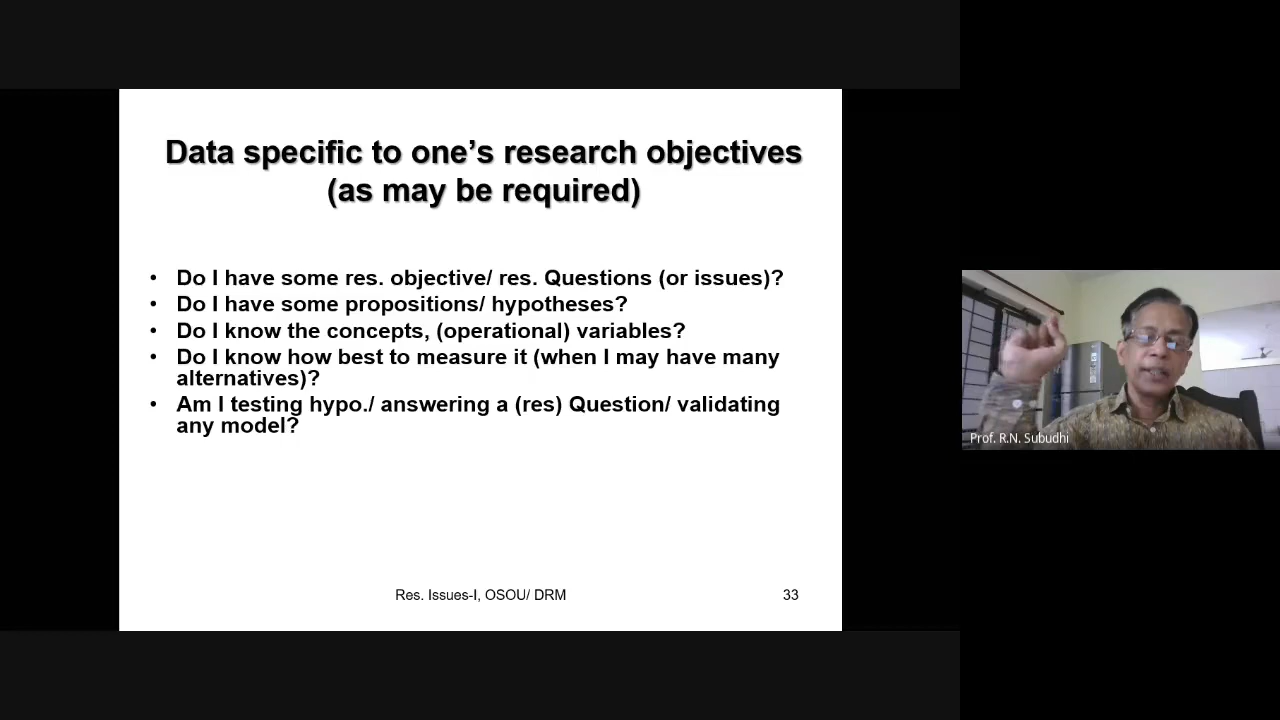 Data specific to one's research objectives
(as may be required)
• Do I have some res. objective/ res. Questions (or issues)?
• Do I have some propositions/ hypotheses?
• Do I know the concepts, (operational) variables?
• Do I know how best to measure it (when I may have many
alternatives)?
• Am I testing hypo./ answering a (res) Question/ validating
any model?
Res. Issues-I, OSOU/ DRM
33
Prof. R.N. Subudhi